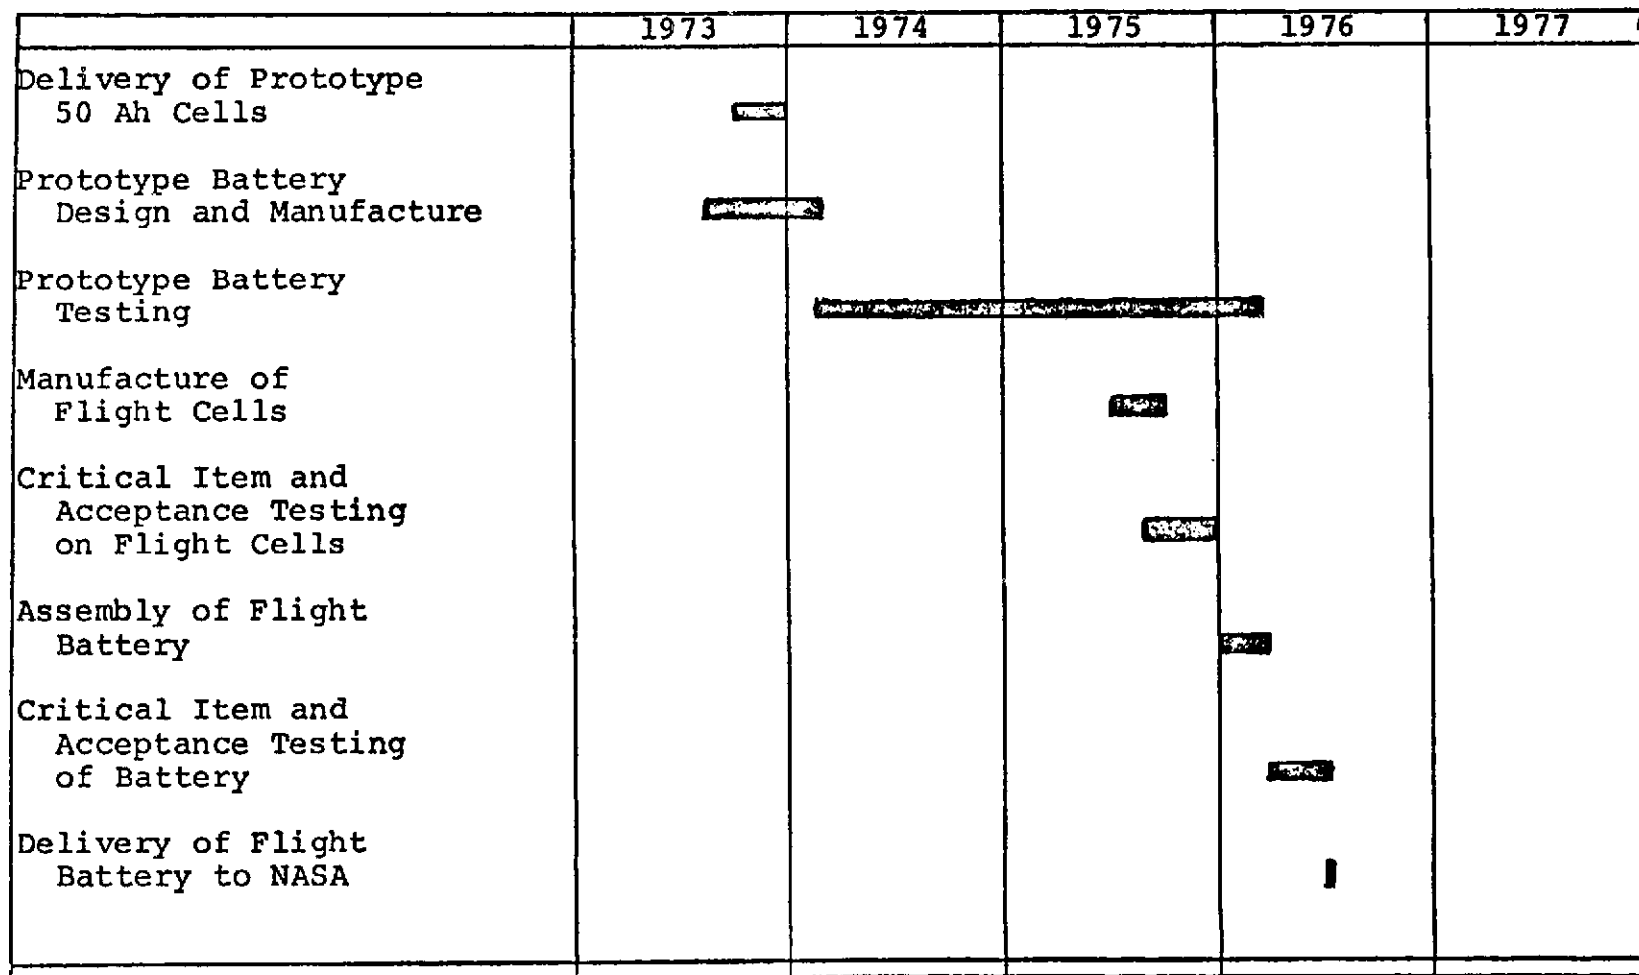 1973 1974 1975 1976 1977
Delivery of Prototype
50 Ah Cells
Prototype Battery
Design and Manufacture
Prototype Battery
Testing
Manufacture of
Flight Cells
Critical Item and
Acceptance Testing
on Flight Cells
Assembly of Flight
Battery
Critical Item and
Acceptance Testing
of Battery
Delivery of Flight
Battery to NASA